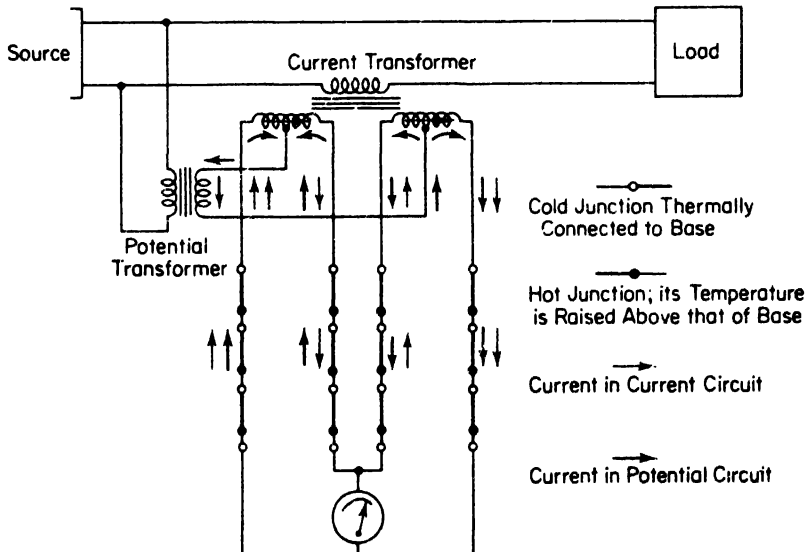 Source
Current Transformer
Load
Potential
Transformer
Cold Junction Thermally
Connected to Base
Hot Junction; its Temperature
is Raised Above that of Base
Current in Current Circuit
Current in Potential Circuit